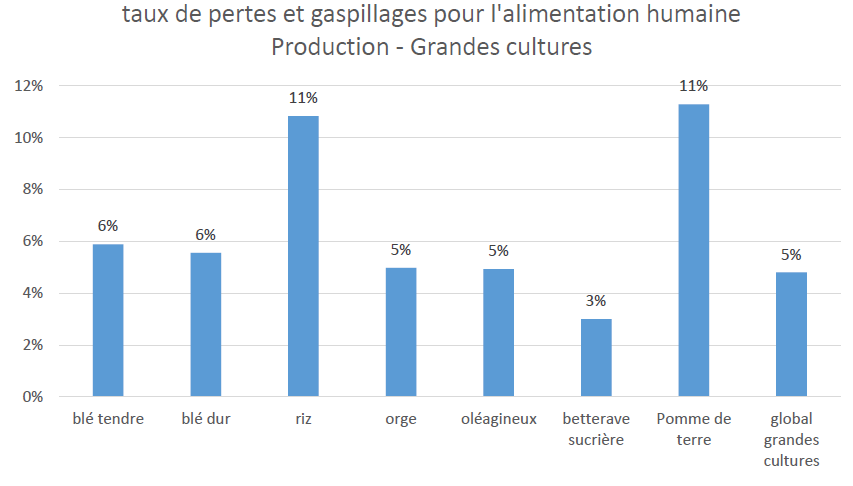 taux de pertes et gaspillages pour l'alimentation humaine
Production - Grandes cultures
12%
10%
8%
6%
4%
2%
0%
6%
6%
11%
5%
5%
3%
11%
5%
blé tendre
blé dur
riz
orge
oléagineux
betterave
sucrière
Pomme de
terre
global
grandes
cultures